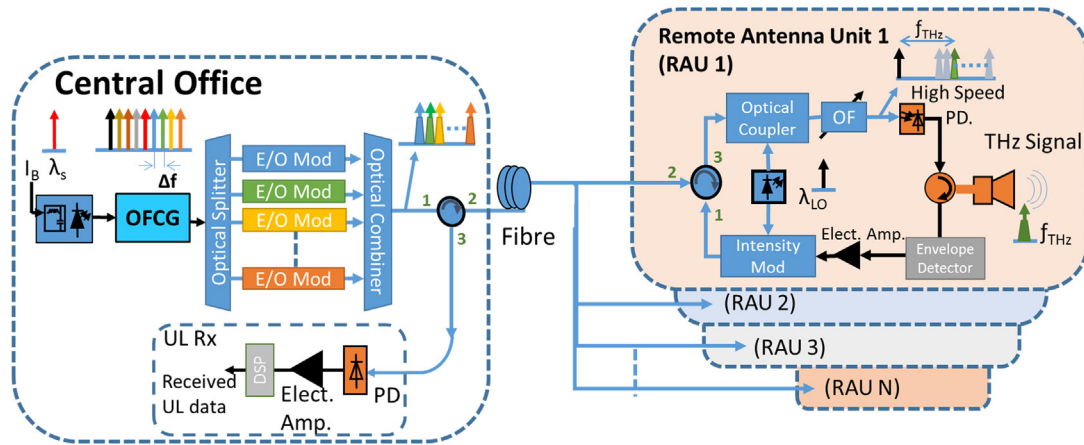 Central Office
I_B
λ_s
Δf
OFCG
Optical Splitter
E/O Mod
E/O Mod
E/O Mod
E/O Mod
Optical Combiner
1
2
3
UL Rx
DSP
Received
UL data
Elect.
Amp.
PD
Fibre
Remote Antenna Unit 1
(RAU 1)
f_THz
Optical
Coupler
OF
High Speed
PD.
THz Signal
2
3
1
λ_LO
Intensity
Mod
Elect. Amp.
Envelope
Detector
f_THz
(RAU 2)
(RAU 3)
(RAU N)